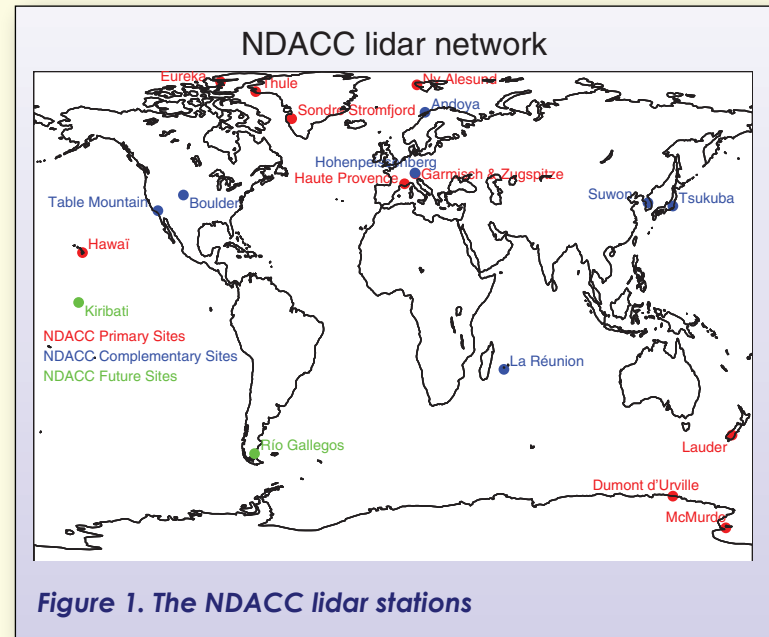 NDACC lidar network
Eureka
Thule
Ny Alesund
Sondre Stromfjord
Andoya
Hohenpeissenberg
Haute Provence
Garmisch & Zugspitze
Table Mountain
Boulder
Suwon
Tsukuba
Hawaï
Kiribati
NDACC Primary Sites
NDACC Complementary Sites
NDACC Future Sites
La Réunion
Río Gallegos
Lauder
Dumont d'Urville
McMurdo
Figure 1. The NDACC lidar stations